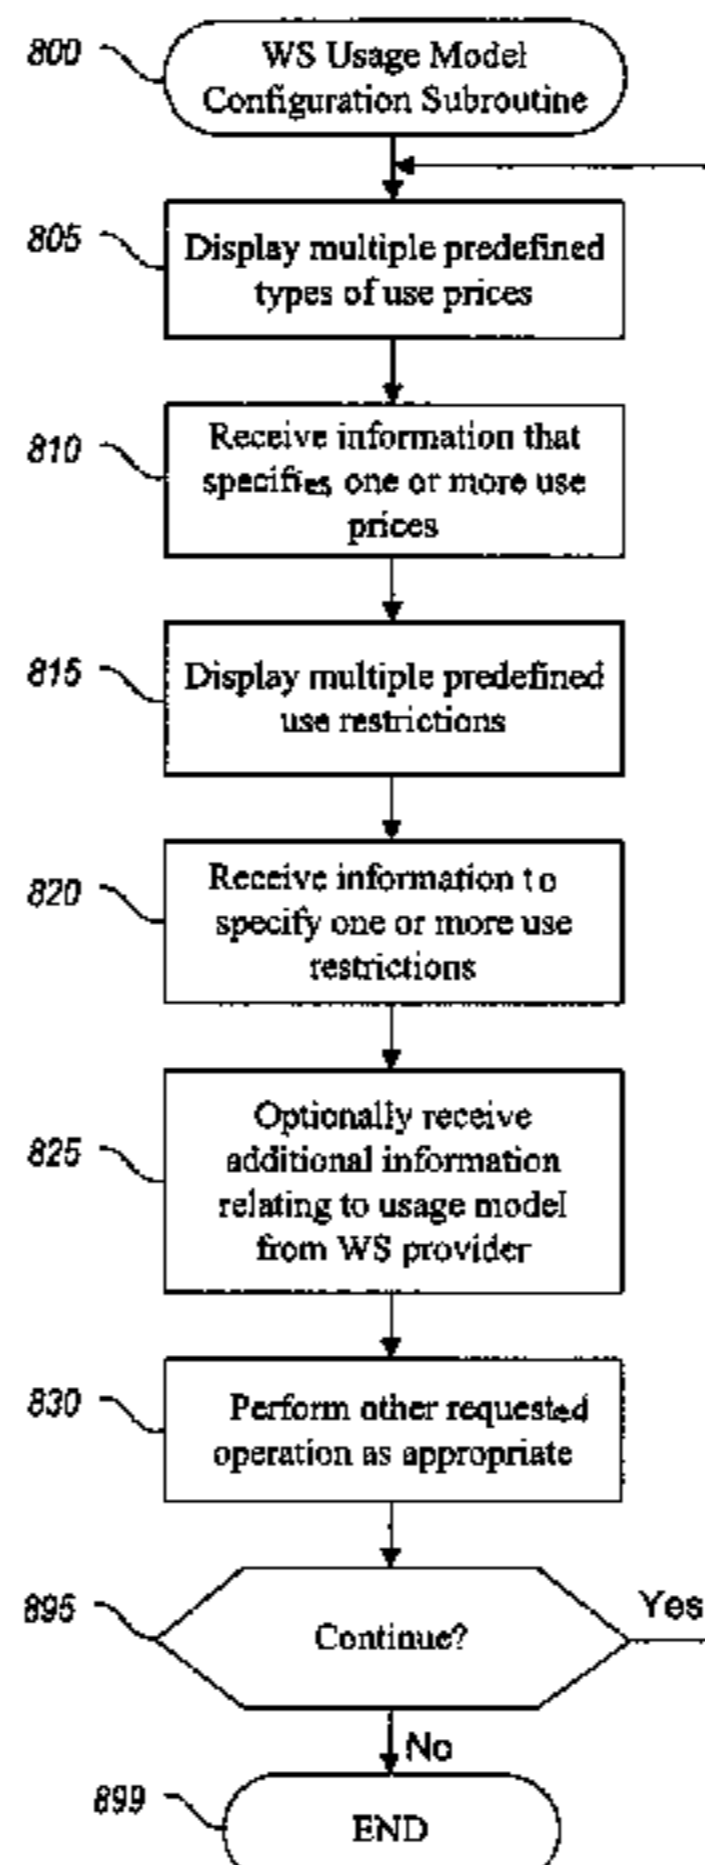 800
WS Usage Model
Configuration Subroutine
805
Display multiple predefined
types of use prices
810
Receive information that
specifies one or more use
prices
815
Display multiple predefined
use restrictions
820
Receive information to
specify one or more use
restrictions
825
Optionally receive
additional information
relating to usage model
from WS provider
830
Perform other requested
operation as appropriate
895
Continue?
Yes
No
899
END